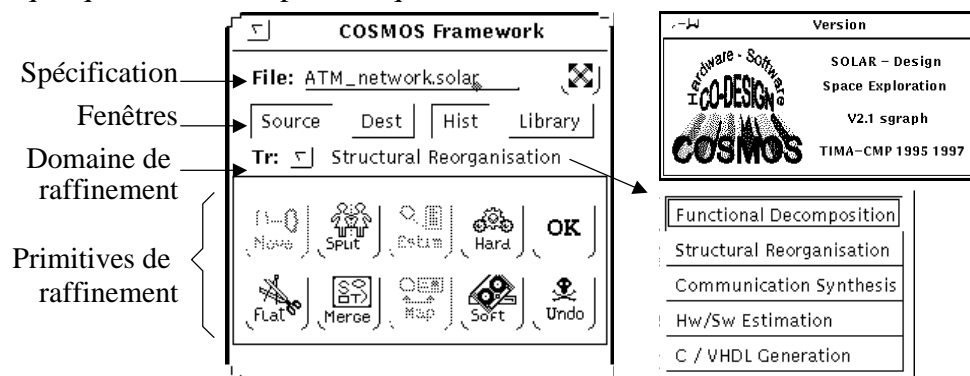 COSMOS Framework
Spécification
File: ATM_network.solar
Fenêtres
Source Dest Hist Library
Domaine de
raffinement
Tr: Structural Reorganisation
Primitives de
raffinement
Move Split Estim Hard OK
Flat Merge Map Soft Undo
Version
Hardware - Software
CO-DESIGN
COSMOS
SOLAR - Design
Space Exploration
V2.1 sgraph
TIMA-CMP 1995 1997
Functional Decomposition
Structural Reorganisation
Communication Synthesis
Hw/Sw Estimation
C / VHDL Generation